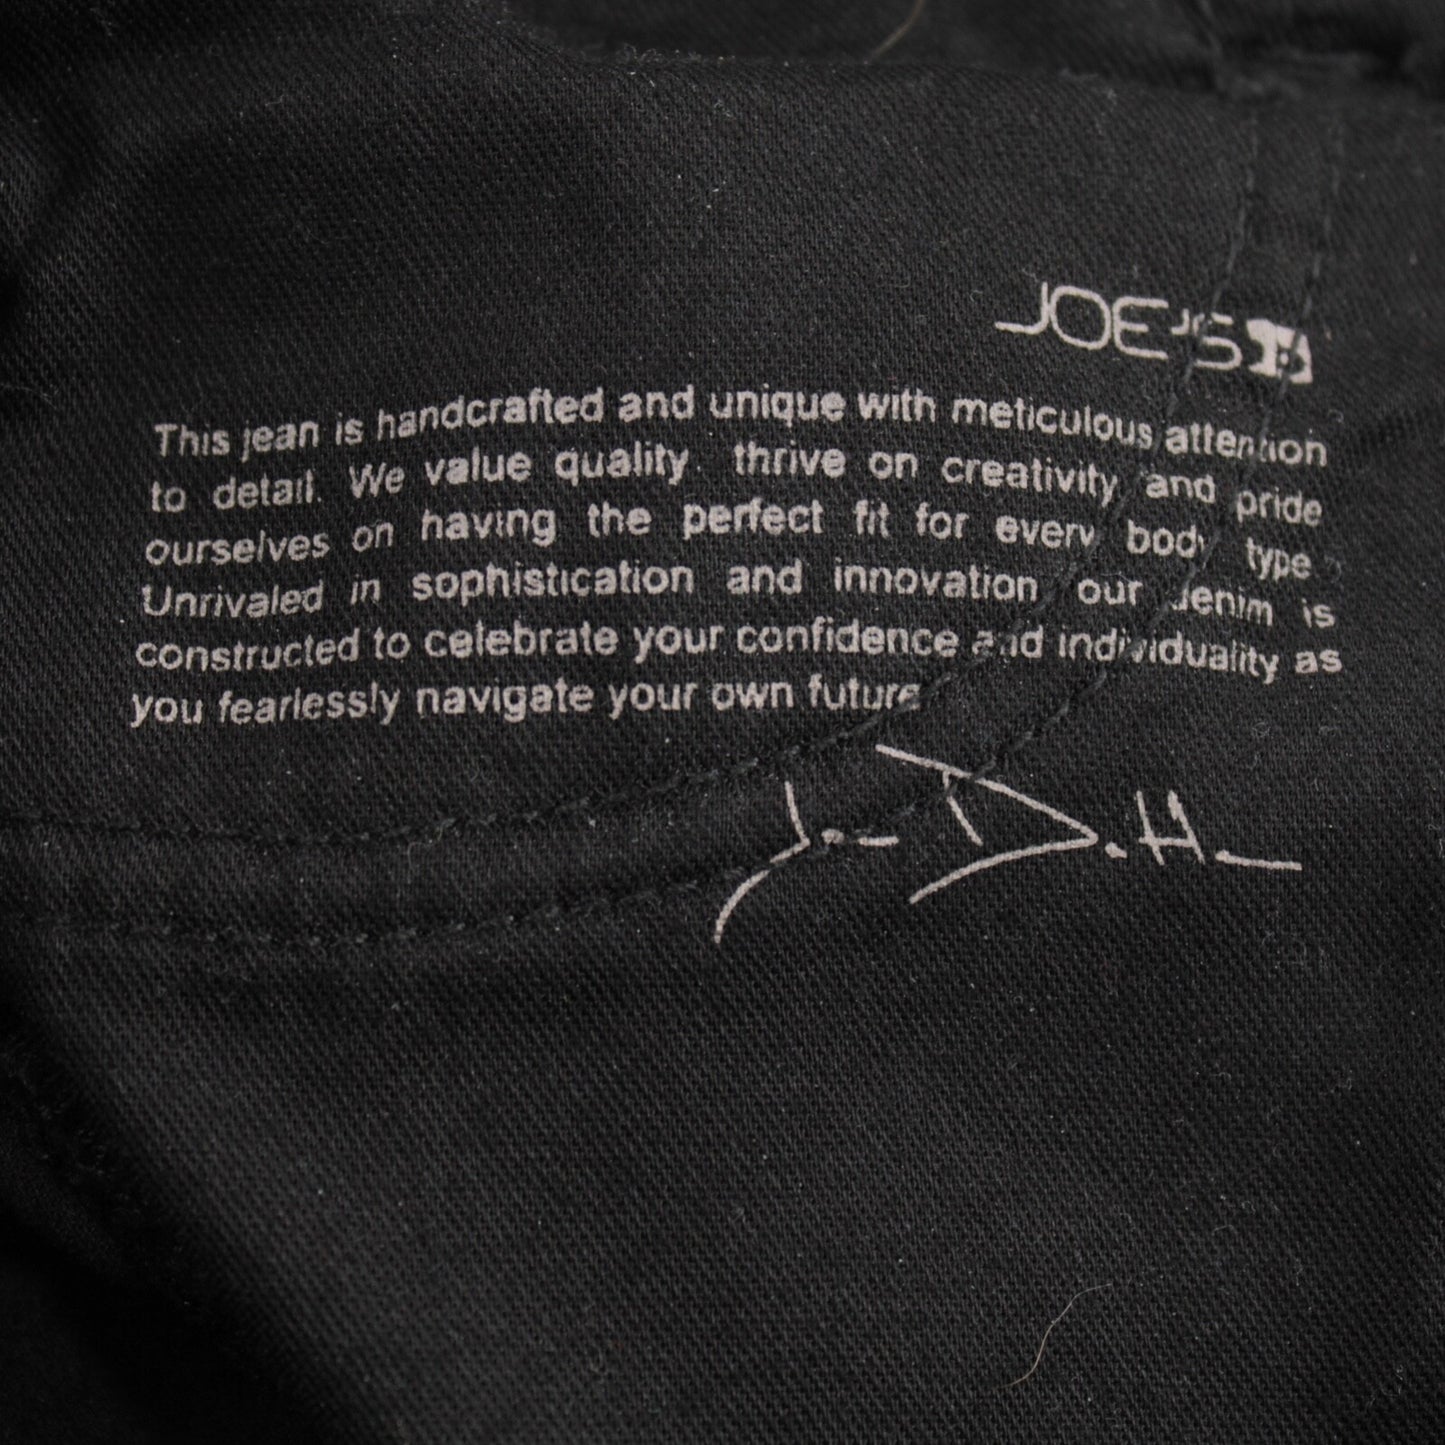 JOE'S
This jean is handcrafted and unique with meticulous attention
to detail. We value quality, thrive on creativity and pride
ourselves on having the perfect fit for every body type.
Unrivaled in sophistication and innovation our denim is
constructed to celebrate your confidence and individuality as
you fearlessly navigate your own future